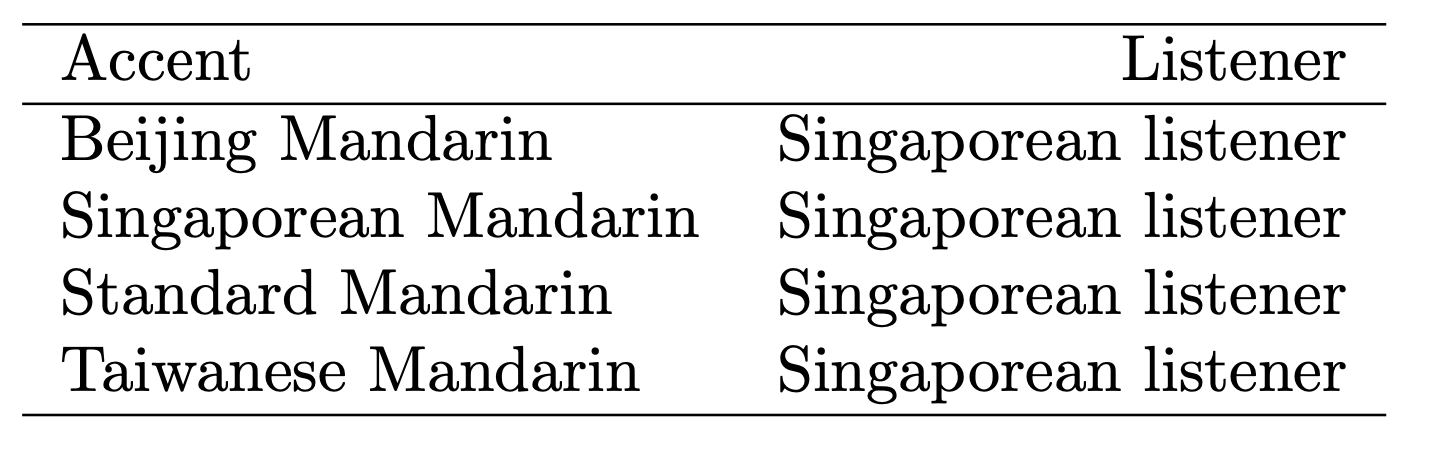 Accent Listener
Beijing Mandarin Singaporean listener
Singaporean Mandarin Singaporean listener
Standard Mandarin Singaporean listener
Taiwanese Mandarin Singaporean listener